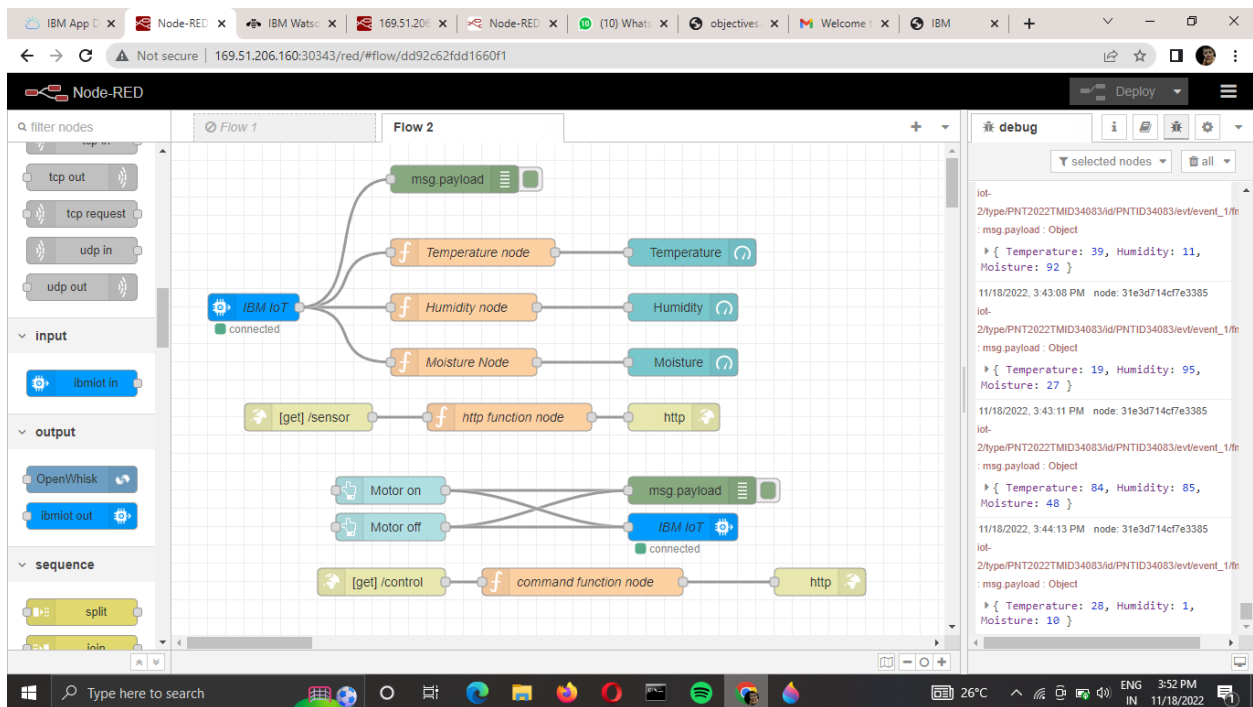 IBM App D
Node-RED
IBM Watso
169.51.206
Node-RED
(10) Whats
objectives.
Welcome t
IBM
Not secure | 169.51.206.160:30343/red/#flow/dd92c62fdd1660f1
Node-RED
Deploy
filter nodes
Flow 1
Flow 2
debug
i
selected nodes
all
tcp in
tcp out
tcp request
udp in
udp out
input
ibmiot in
output
OpenWhisk
ibmiot out
sequence
split
join
msg.payload
Temperature node
Temperature
IBM IoT
connected
Humidity node
Humidity
Moisture Node
Moisture
[get] /sensor
http function node
http
Motor on
msg.payload
Motor off
IBM IoT
connected
[get] /control
command function node
http
iot-
2/type/PNT2022TMID34083/id/PNTID34083/evt/event_1/fm
: msg.payload : Object
{ Temperature: 39, Humidity: 11,
Moisture: 92 }
11/18/2022, 3:43:08 PM node: 31e3d714cf7e3385
iot-
2/type/PNT2022TMID34083/id/PNTID34083/evt/event_1/fm
: msg.payload : Object
{ Temperature: 19, Humidity: 95,
Moisture: 27 }
11/18/2022, 3:43:11 PM node: 31e3d714cf7e3385
iot-
2/type/PNT2022TMID34083/id/PNTID34083/evt/event_1/fm
: msg.payload : Object
{ Temperature: 84, Humidity: 85,
Moisture: 48 }
11/18/2022, 3:44:13 PM node: 31e3d714cf7e3385
iot-
2/type/PNT2022TMID34083/id/PNTID34083/evt/event_1/fm
: msg.payload : Object
{ Temperature: 28, Humidity: 1,
Moisture: 10 }
Type here to search
26°C
ENG
IN
3:52 PM
11/18/2022